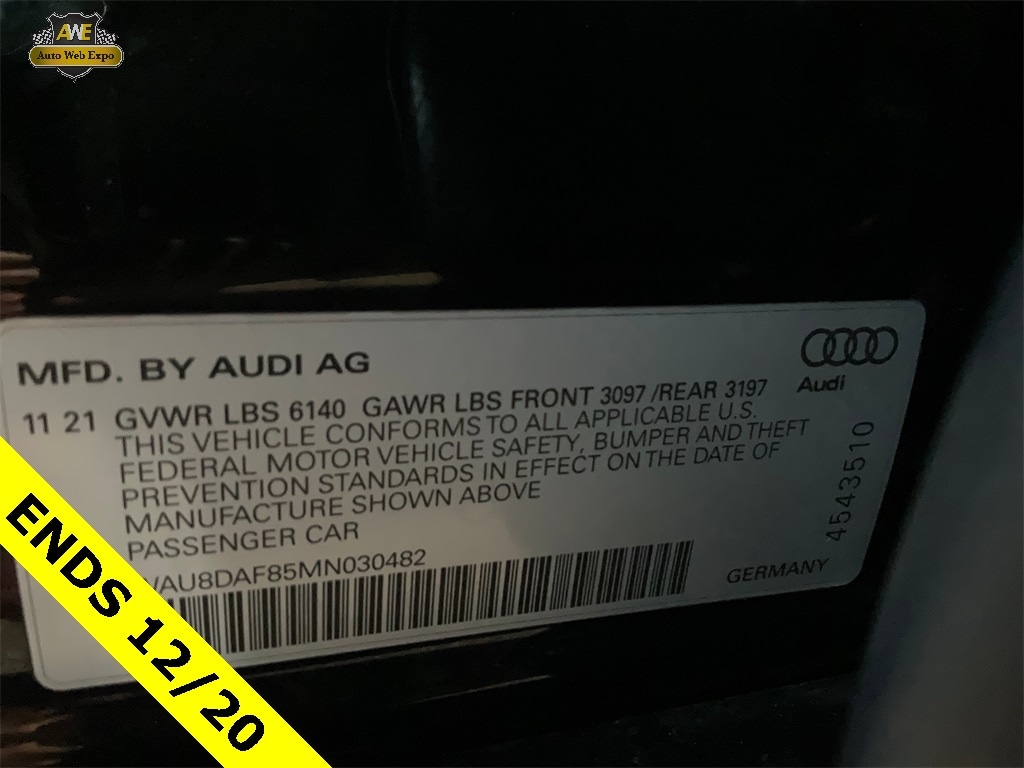 AWE
Auto Web Expo
MFD. BY AUDI AG
Audi
11 21 GVWR LBS 6140 GAWR LBS FRONT 3097 /REAR 3197
THIS VEHICLE CONFORMS TO ALL APPLICABLE U.S.
FEDERAL MOTOR VEHICLE SAFETY, BUMPER AND THEFT
PREVENTION STANDARDS IN EFFECT ON THE DATE OF
MANUFACTURE SHOWN ABOVE
PASSENGER CAR
WAU8DAF85MN030482
GERMANY
4543510
ENDS 12/20